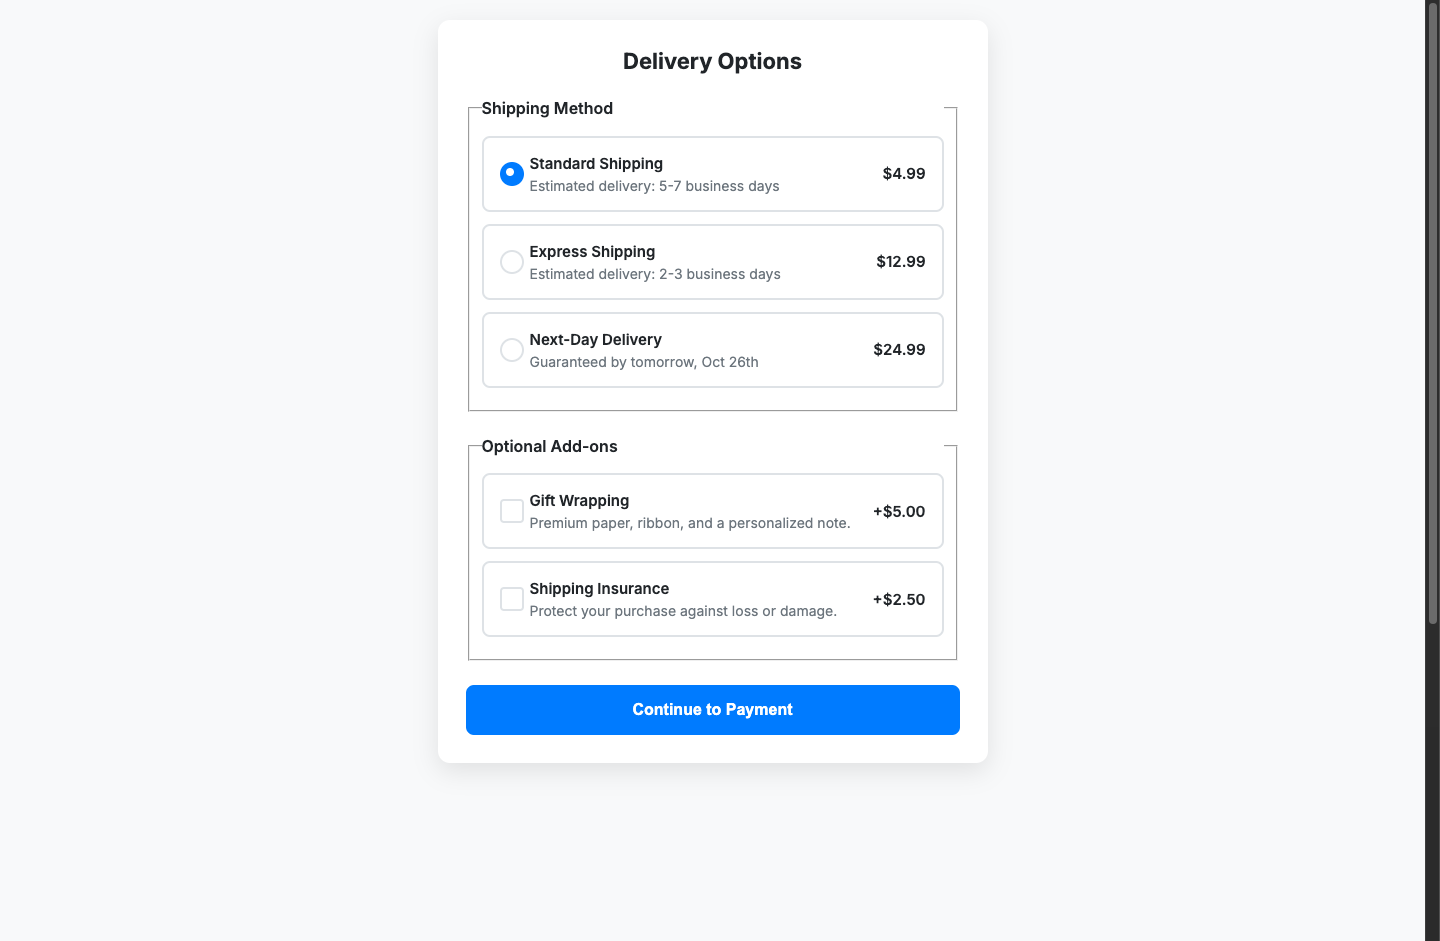 Delivery Options
Shipping Method
Standard Shipping
Estimated delivery: 5-7 business days
$4.99
Express Shipping
Estimated delivery: 2-3 business days
$12.99
Next-Day Delivery
Guaranteed by tomorrow, Oct 26th
$24.99
Optional Add-ons
Gift Wrapping
Premium paper, ribbon, and a personalized note.
+$5.00
Shipping Insurance
Protect your purchase against loss or damage.
+$2.50
Continue to Payment